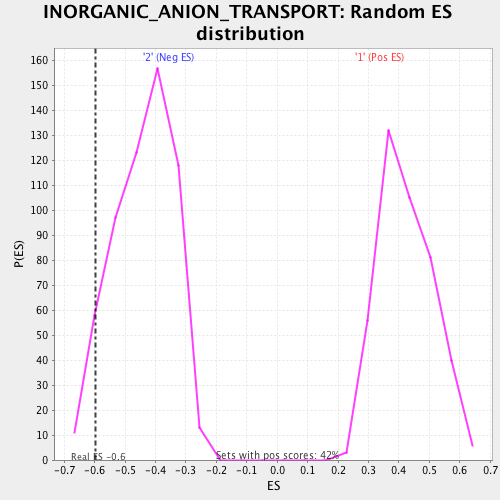 INORGANIC_ANION_TRANSPORT: Random ES
distribution
'2' (Neg ES)
'1' (Pos ES)
160
150
140
130
120
110
100
90
80
70
60
50
40
30
20
10
0
P(ES)
Real ES -0.6
Sets with pos scores: 42%
-0.7 -0.6 -0.5 -0.4 -0.3 -0.2 -0.1 0.0 0.1 0.2 0.3 0.4 0.5 0.6 0.7
ES